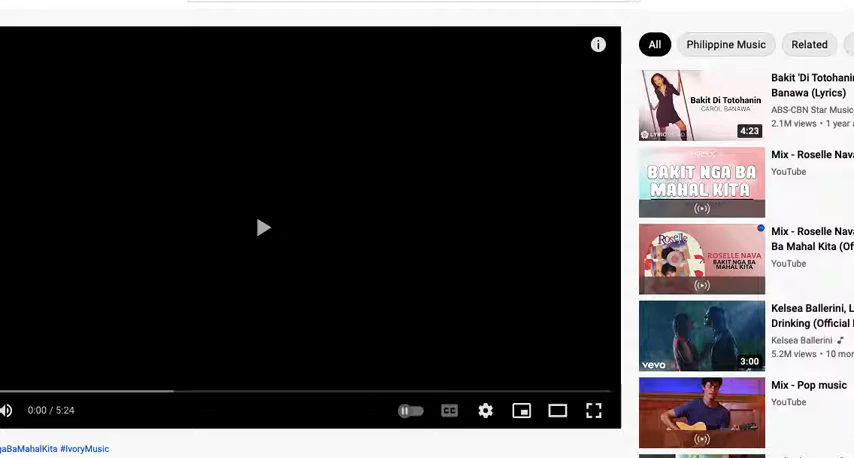 All
Philippine Music
Related
Bakit Di Totohanin
CAROL BANAWA
4:23
Bakit 'Di Totohanin
Banawa (Lyrics)
ABS-CBN Star Music
2.1M views • 1 year a
BAKIT NGA BA
MAHAL KITA
Mix - Roselle Nava
YouTube
Roselle
ROSELLE NAVA
BAKIT NGA BA
MAHAL KITA
Mix - Roselle Nava
Ba Mahal Kita (Of
YouTube
vevo
3:00
Kelsea Ballerini, L
Drinking (Official
Kelsea Ballerini
5.2M views • 10 mon
Mix - Pop music
YouTube
0:00 / 5:24
CC
gaBaMahalKita #IvoryMusic